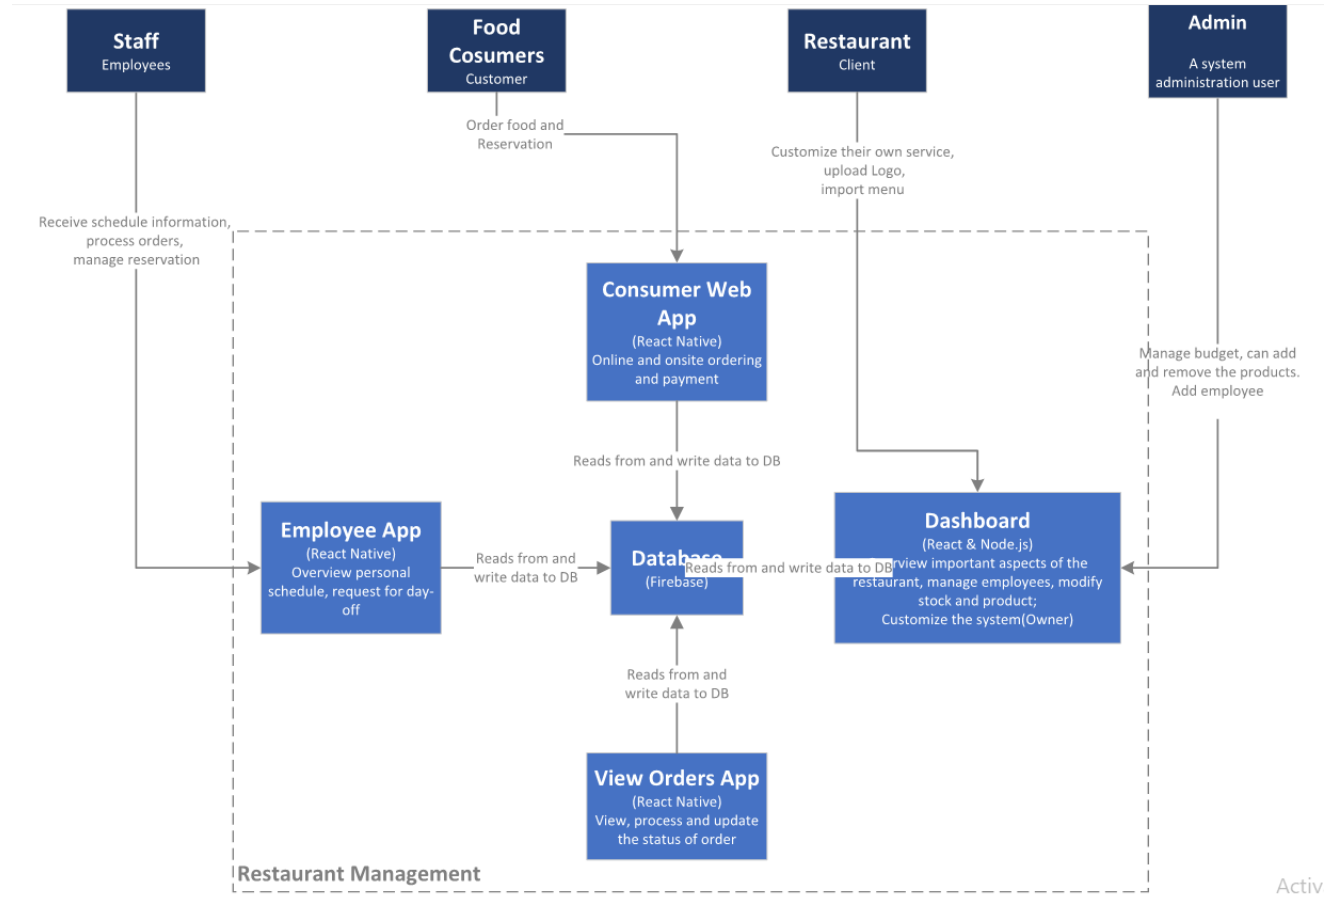 Staff
Employees
Food
Cosumers
Customer
Restaurant
Client
Admin
A system
administration user
Order food and
Reservation
Customize their own service,
upload Logo,
import menu
Receive schedule information,
process orders,
manage reservation
Consumer Web
App
(React Native)
Online and onsite ordering
and payment
Manage budget, can add
and remove the products.
Add employee
Reads from and write data to DB
Employee App
(React Native)
Overview personal
schedule, request for day-
off
Reads from and
write data to DB
Database
(Firebase)
Reads from and write data to DB
Dashboard
(React & Node.js)
rview important aspects of the
restaurant, manage employees, modify
stock and product;
Customize the system(Owner)
Reads from and
write data to DB
View Orders App
(React Native)
View, process and update
the status of order
Restaurant Management
Activ